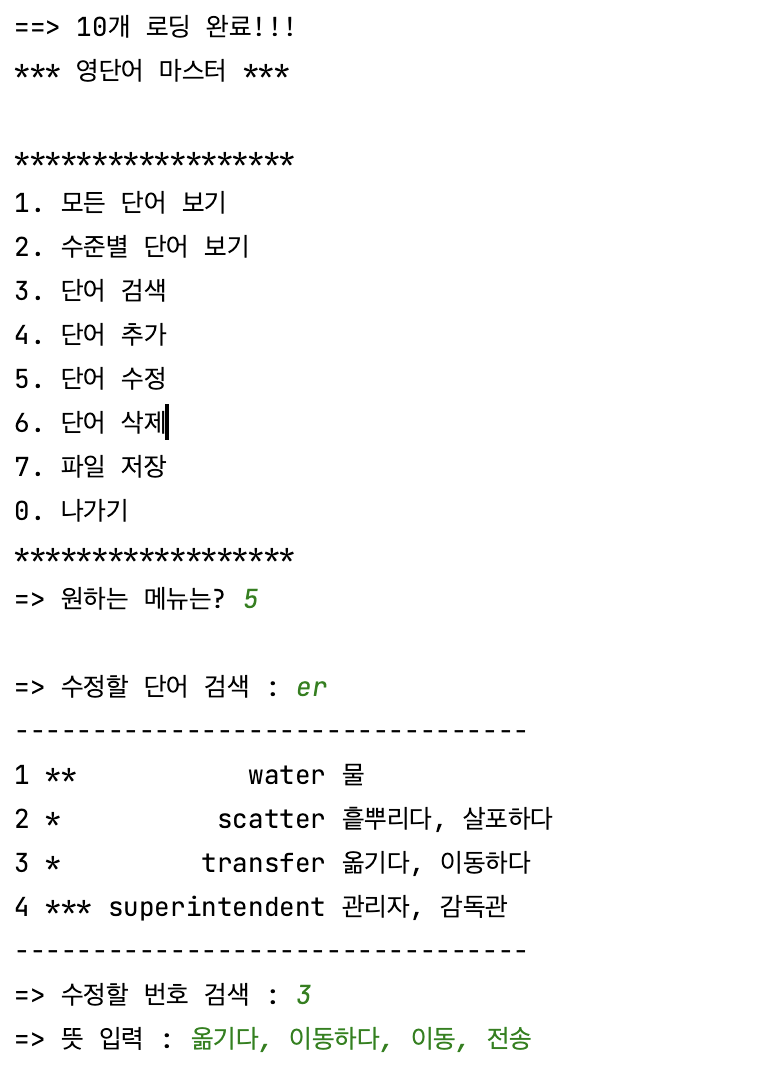 ==> 10개 로딩 완료!!!
*** 영단어 마스터 ***
******************
1. 모든 단어 보기
2. 수준별 단어 보기
3. 단어 검색
4. 단어 추가
5. 단어 수정
6. 단어 삭제
7. 파일 저장
0. 나가기
******************
=> 원하는 메뉴는? 5
=> 수정할 단어 검색 : er
---------------------------------
1 **           water 물
2 *          scatter 흩뿌리다, 살포하다
3 *         transfer 옮기다, 이동하다
4 *** superintendent 관리자, 감독관
---------------------------------
=> 수정할 번호 검색 : 3
=> 뜻 입력 : 옮기다, 이동하다, 이동, 전송